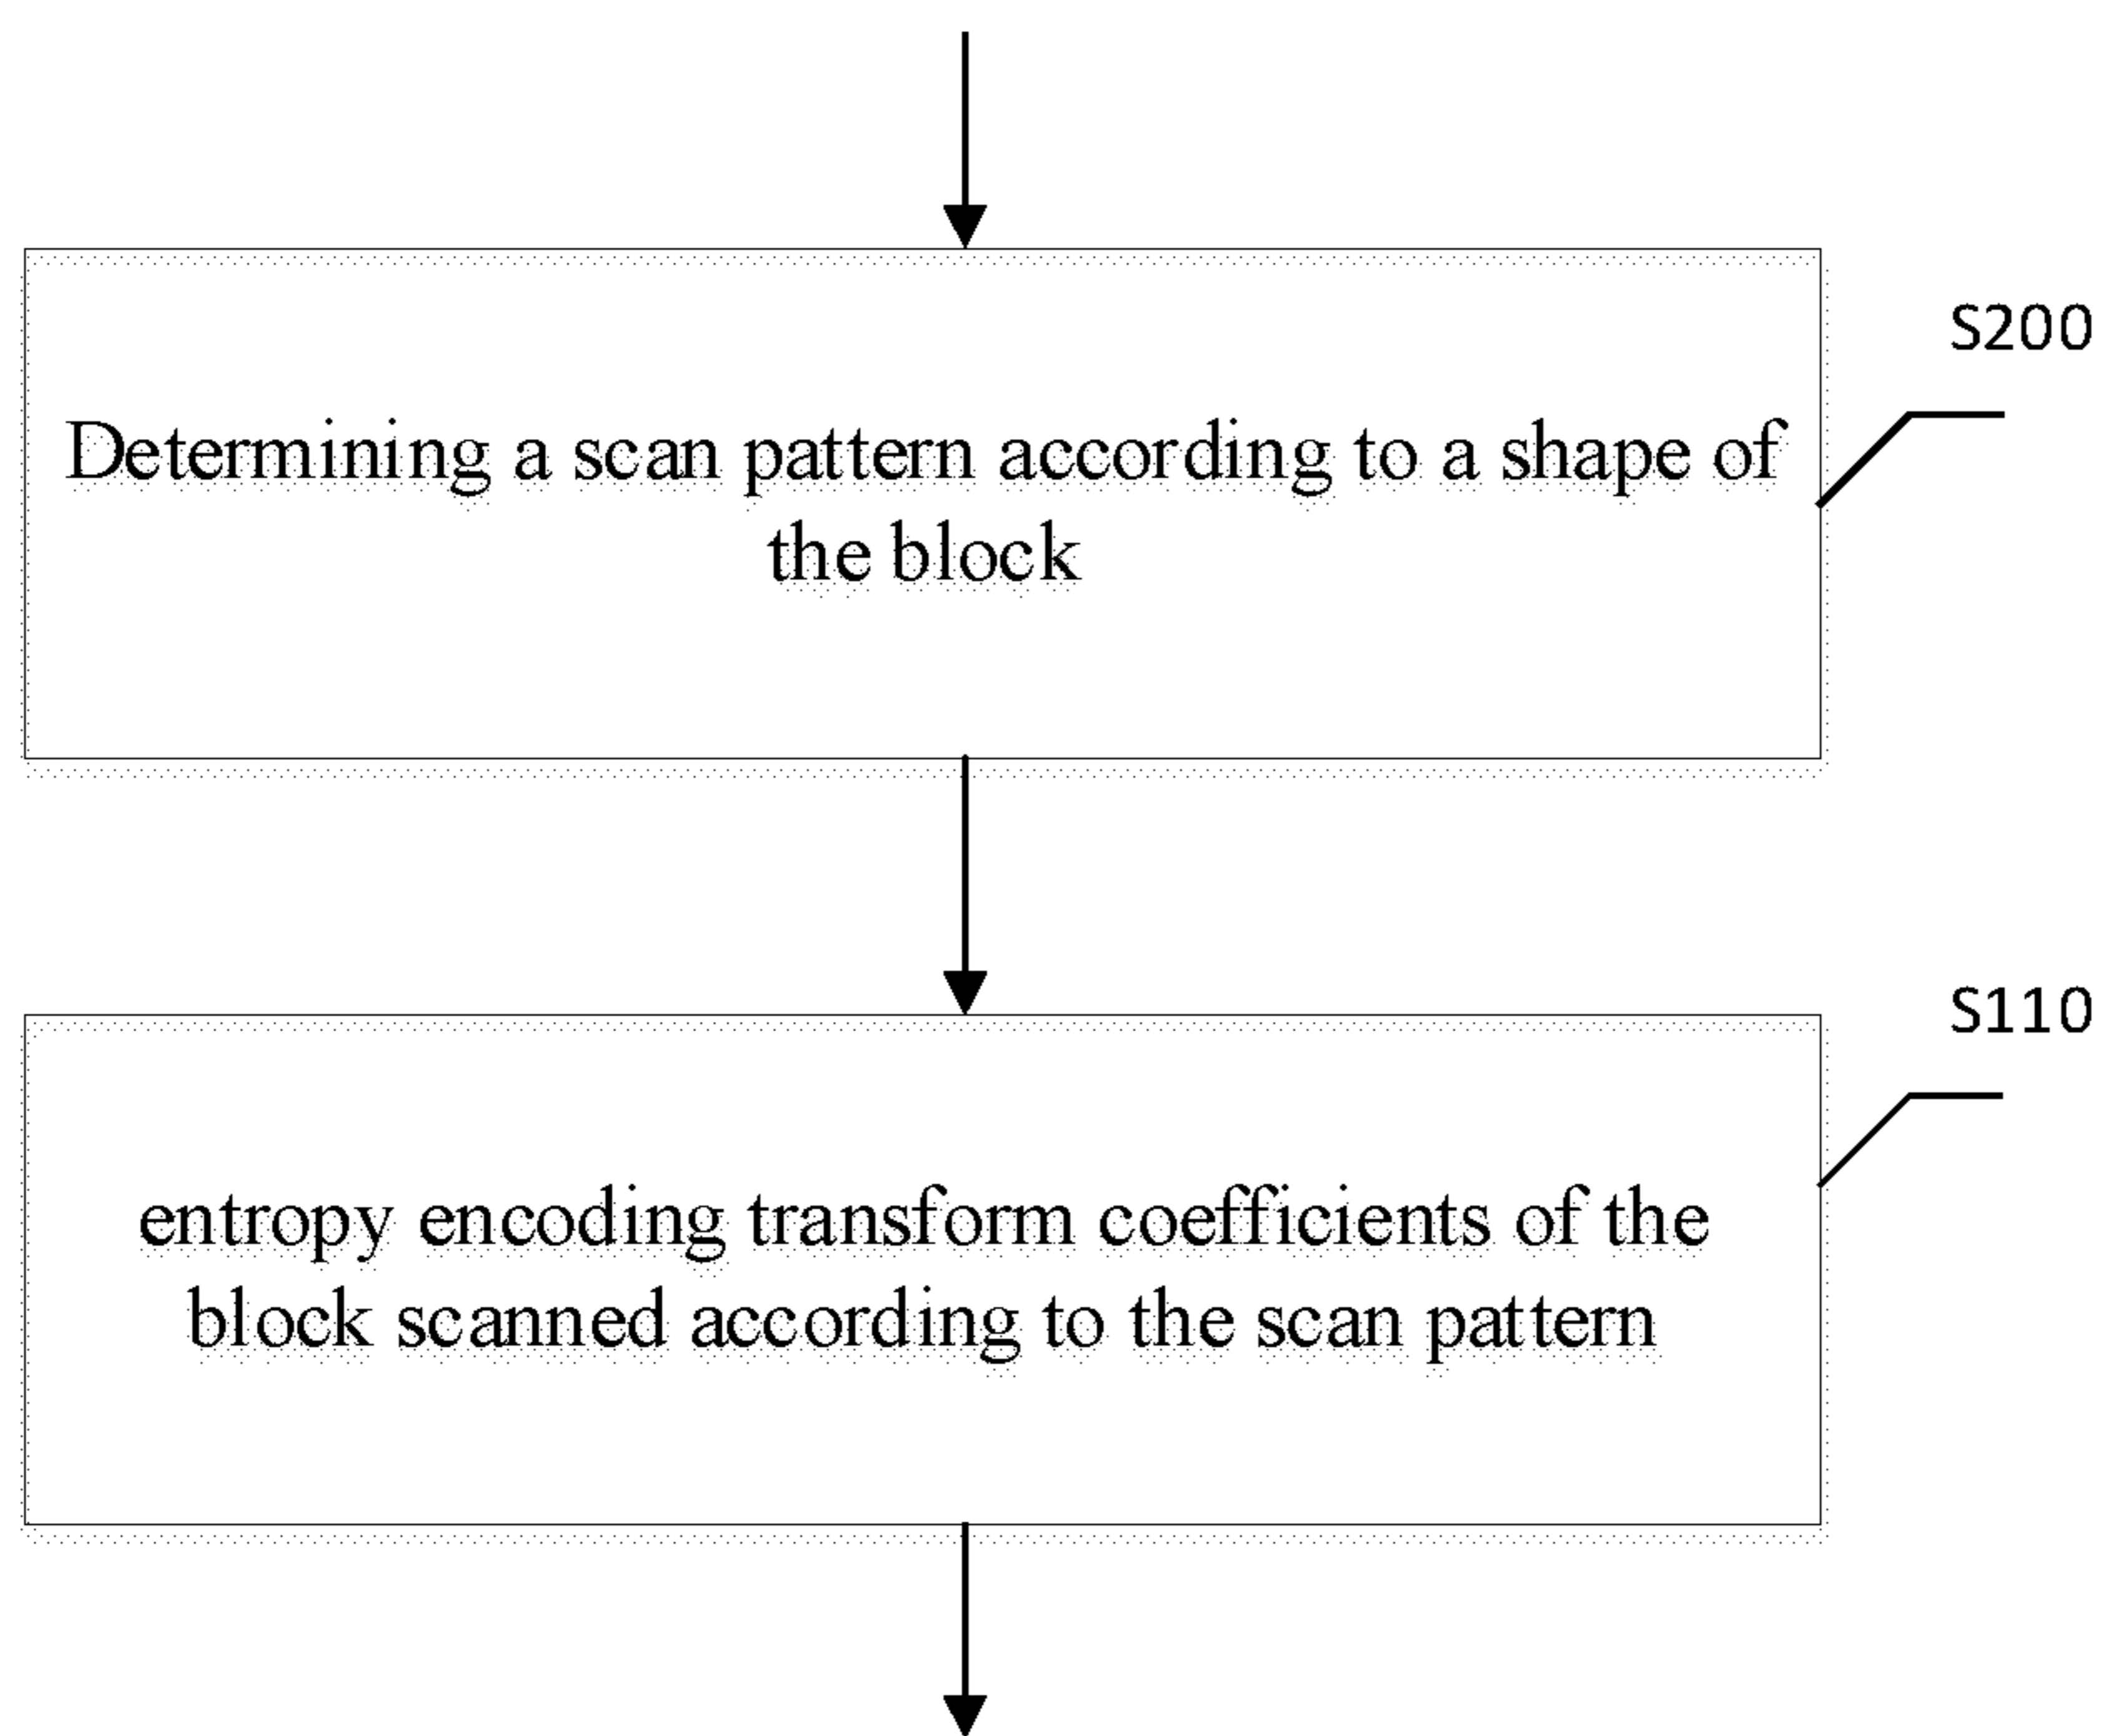 S200
Determining a scan pattern according to a shape of
the block
S110
entropy encoding transform coefficients of the
block scanned according to the scan pattern